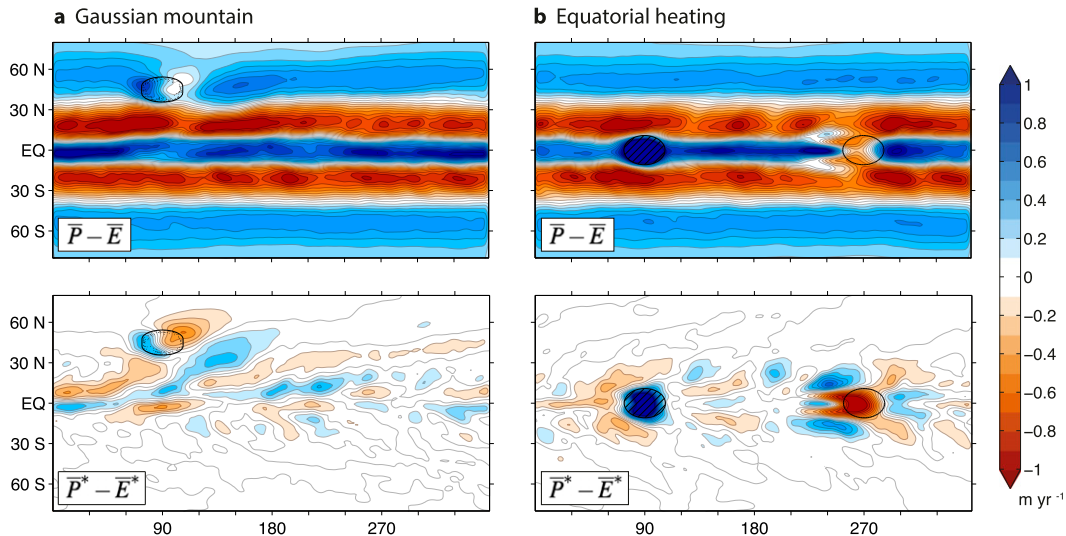 a Gaussian mountain
b Equatorial heating
60 N
30 N
EQ
30 S
60 S
P̅ – E̅
P̅ – E̅
60 N
30 N
EQ
30 S
60 S
P̅* – E̅*
P̅* – E̅*
90 180 270
90 180 270
1
0.8
0.6
0.4
0.2
0
–0.2
–0.4
–0.6
–0.8
–1
m yr -1